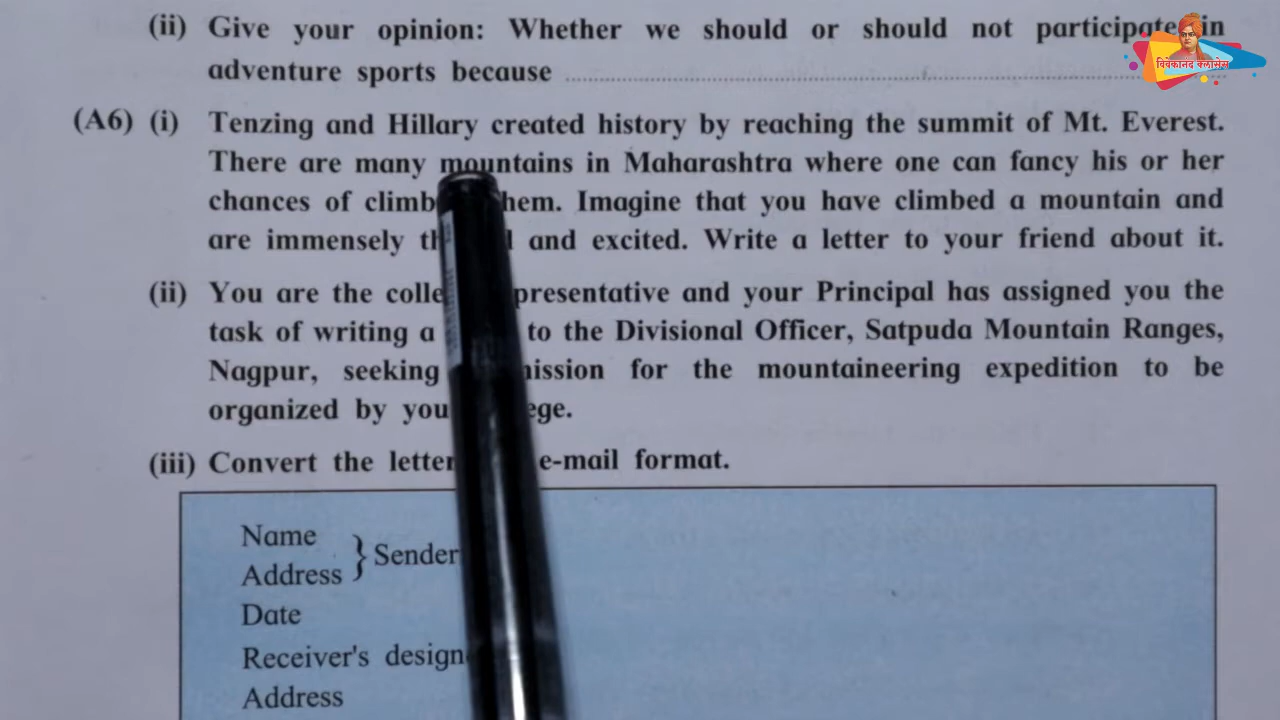 (ii) Give your opinion: Whether we should or should not participate in
adventure sports because
विवेकानंद क्लासेस
(A6) (i) Tenzing and Hillary created history by reaching the summit of Mt. Everest.
There are many mountains in Maharashtra where one can fancy his or her
chances of climb hem. Imagine that you have climbed a mountain and
are immensely and excited. Write a letter to your friend about it.
(ii) You are the colle presentative and your Principal has assigned you the
task of writing a to the Divisional Officer, Satpuda Mountain Ranges,
Nagpur, seeking ission for the mountaineering expedition to be
organized by you ege.
(iii) Convert the letter e-mail format.
Name
Address } Sender
Date
Receiver's design
Address